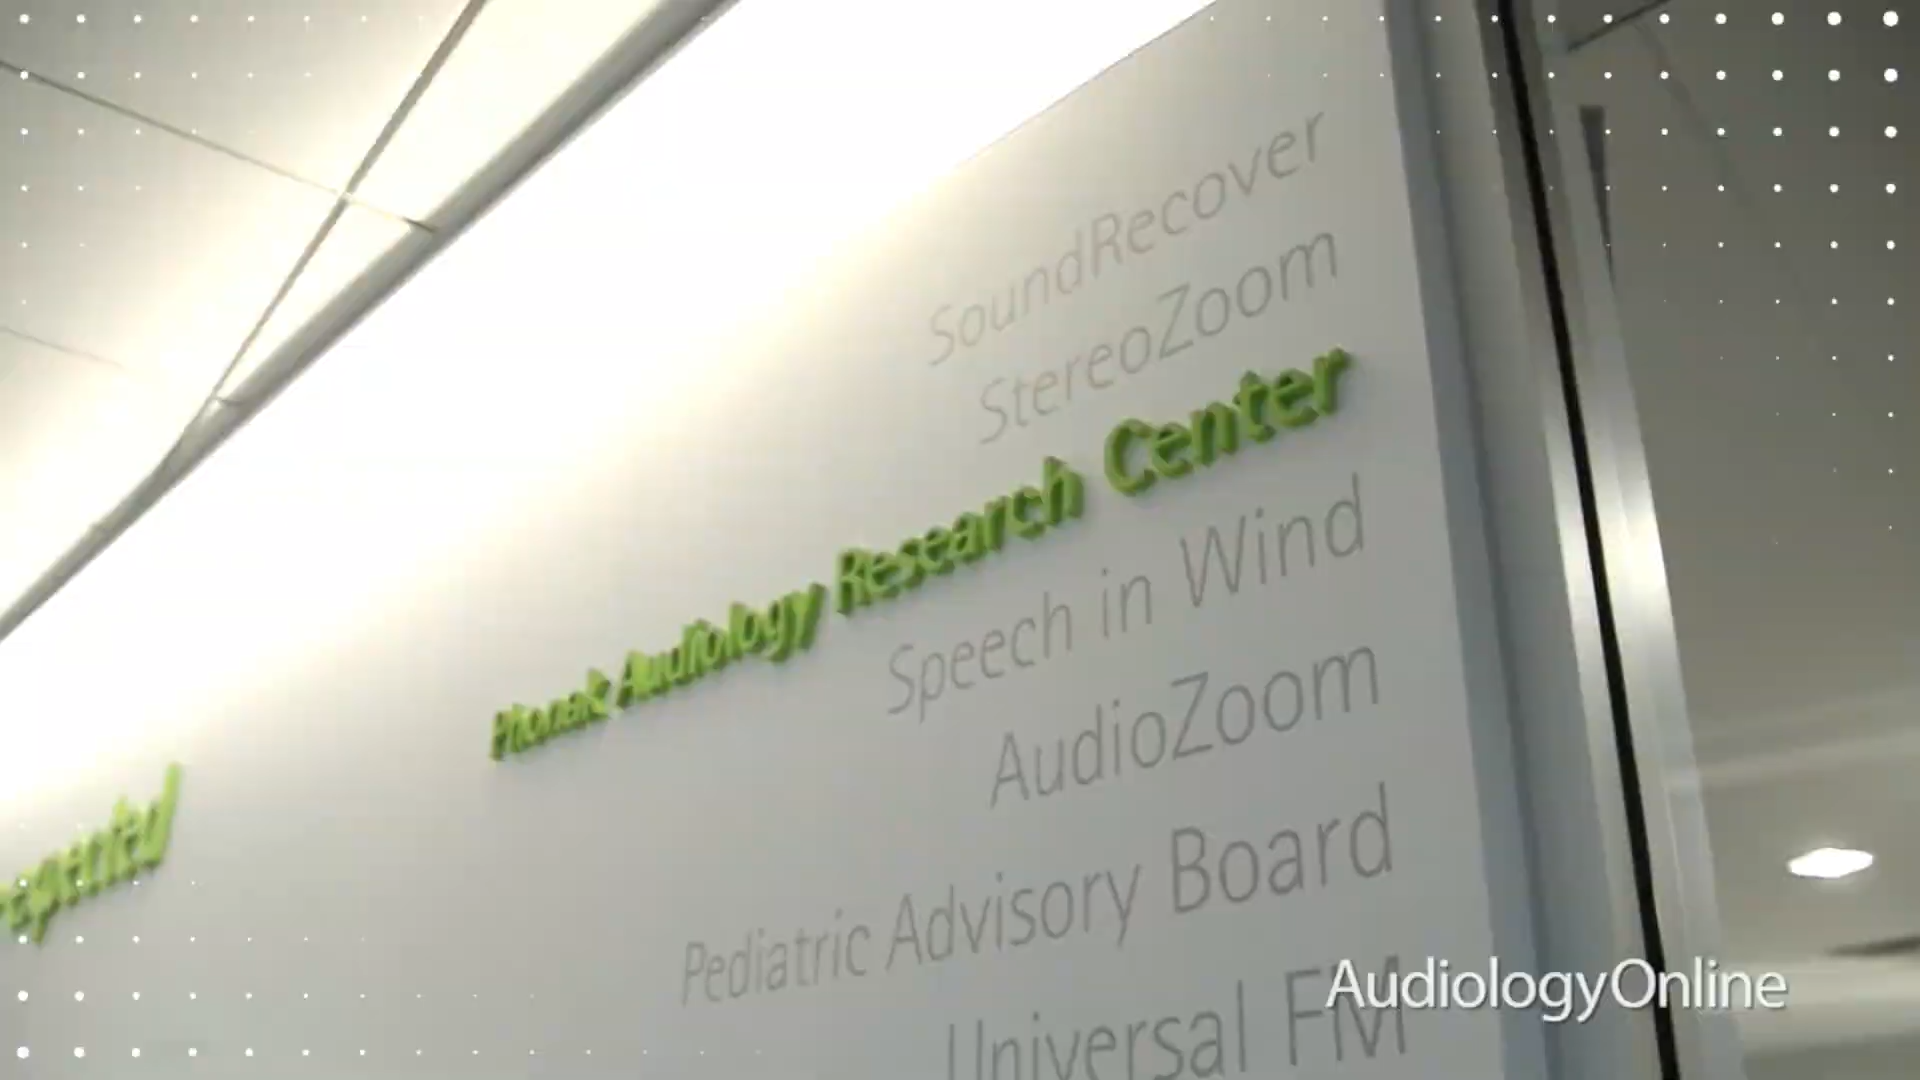 SoundRecover
StereoZoom
Phonak Audiology Research Center
Speech in Wind
AudioZoom
Pediatric Advisory Board
Universal FM
AudiologyOnline